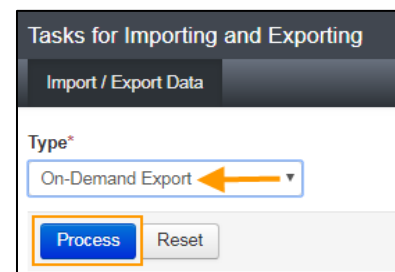 Tasks for Importing and Exporting
Import / Export Data
Type*
On-Demand Export
Process Reset